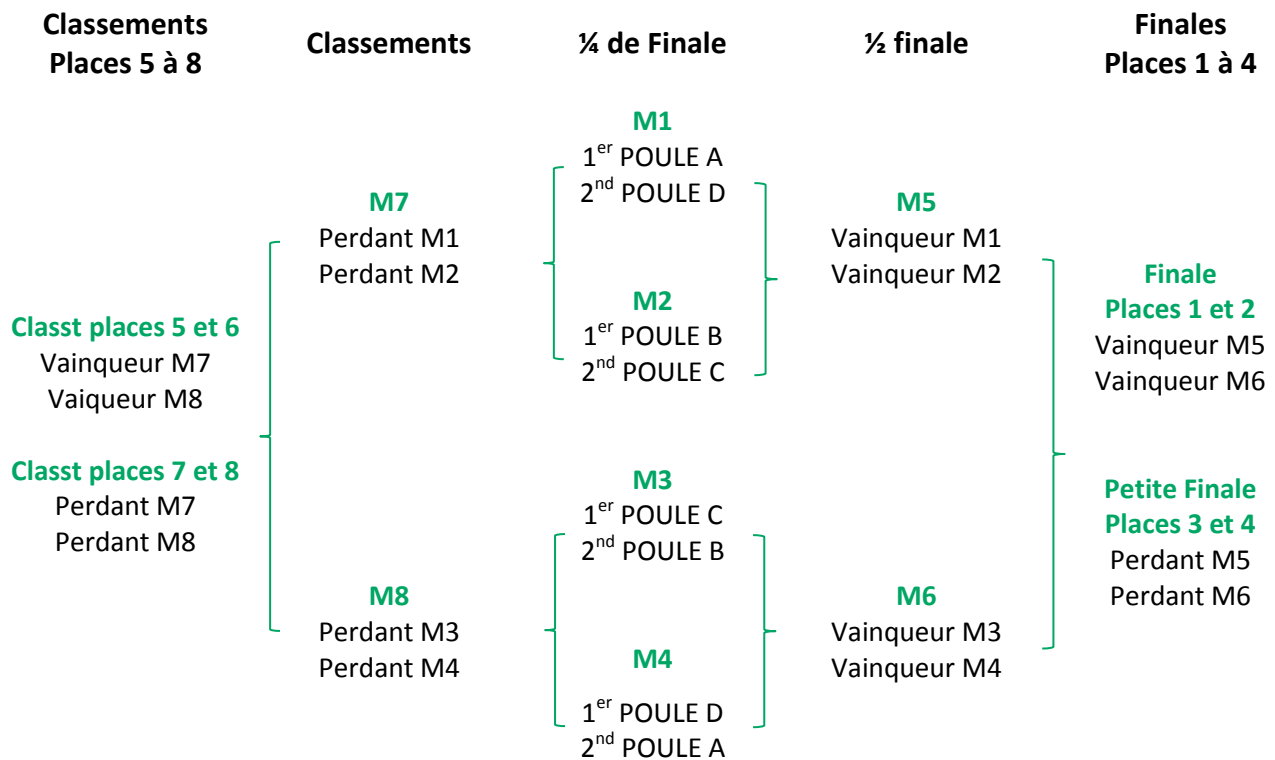 Classements
Places 5 à 8
Classements
¼ de Finale
½ finale
Finales
Places 1 à 4
Classt places 5 et 6
Vainqueur M7
Vaiqueur M8
Classt places 7 et 8
Perdant M7
Perdant M8
M7
Perdant M1
Perdant M2
M8
Perdant M3
Perdant M4
M1
1er POULE A
2nd POULE D
M2
1er POULE B
2nd POULE C
M3
1er POULE C
2nd POULE B
M4
1er POULE D
2nd POULE A
M5
Vainqueur M1
Vainqueur M2
M6
Vainqueur M3
Vainqueur M4
Finale
Places 1 et 2
Vainqueur M5
Vainqueur M6
Petite Finale
Places 3 et 4
Perdant M5
Perdant M6